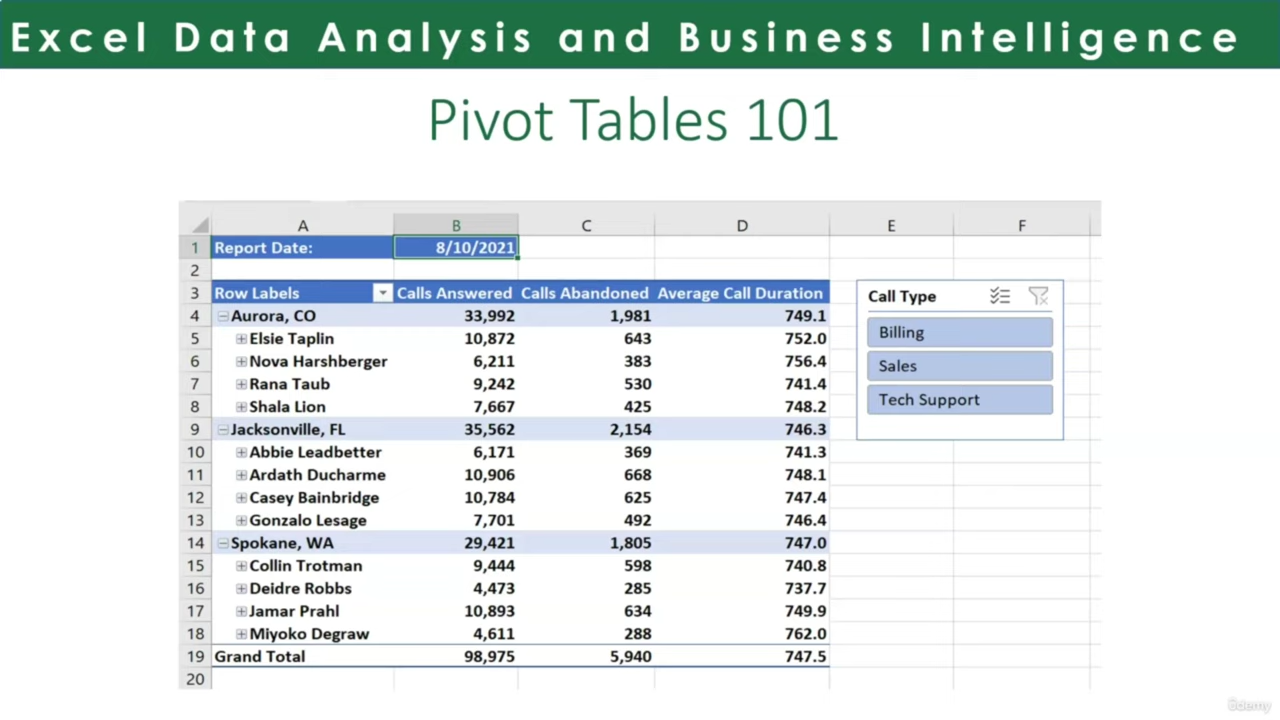 Excel Data Analysis and Business Intelligence
Pivot Tables 101
A B C D E F
1 Report Date: 8/10/2021
2
3 Row Labels Calls Answered Calls Abandoned Average Call Duration
4 Aurora, CO 33,992 1,981 749.1
5 Elsie Taplin 10,872 643 752.0
6 Nova Harshberger 6,211 383 756.4
7 Rana Taub 9,242 530 741.4
8 Shala Lion 7,667 425 748.2
9 Jacksonville, FL 35,562 2,154 746.3
10 Abbie Leadbetter 6,171 369 741.3
11 Ardath Ducharme 10,906 668 748.1
12 Casey Bainbridge 10,784 625 747.4
13 Gonzalo Lesage 7,701 492 746.4
14 Spokane, WA 29,421 1,805 747.0
15 Collin Trotman 9,444 598 740.8
16 Deidre Robbs 4,473 285 737.7
17 Jamar Prahl 10,893 634 749.9
18 Miyoko Degraw 4,611 288 762.0
19 Grand Total 98,975 5,940 747.5
20
Call Type
Billing
Sales
Tech Support
ûdemy